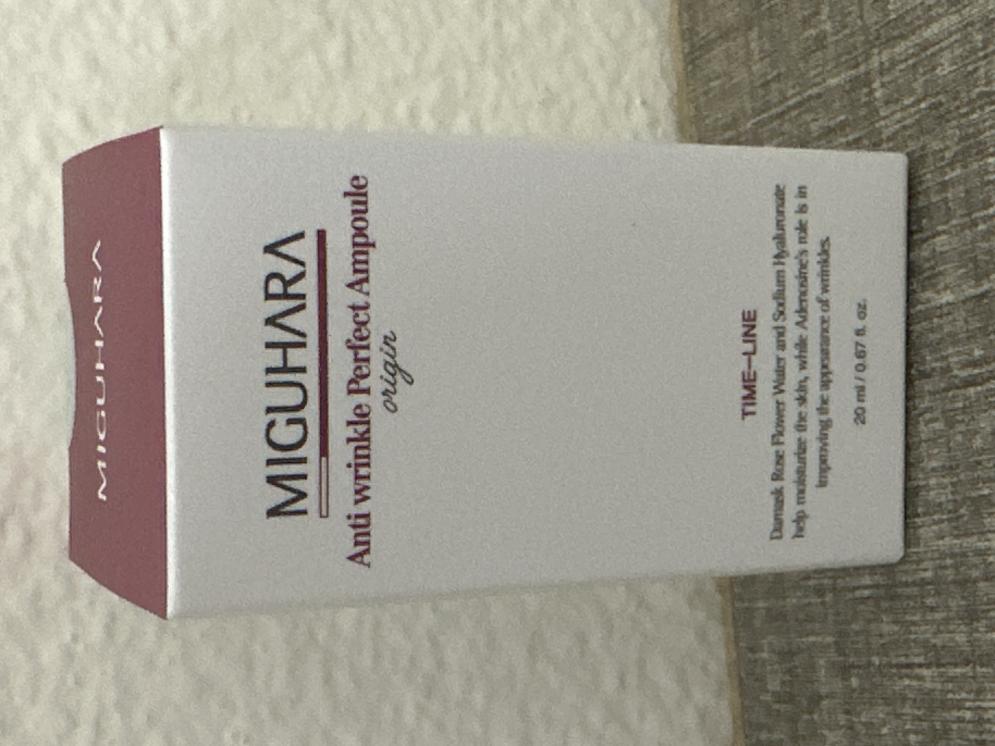 MIGUHARA
MIGUHARA
Anti wrinkle Perfect Ampoule
origin
TIME-LINE
Damask Rose Flower Water and Sodium Hyaluronate
help moisturize the skin, while Adenosine's role is in
improving the appearance of wrinkles.
20 ml / 0.67 fl. oz.